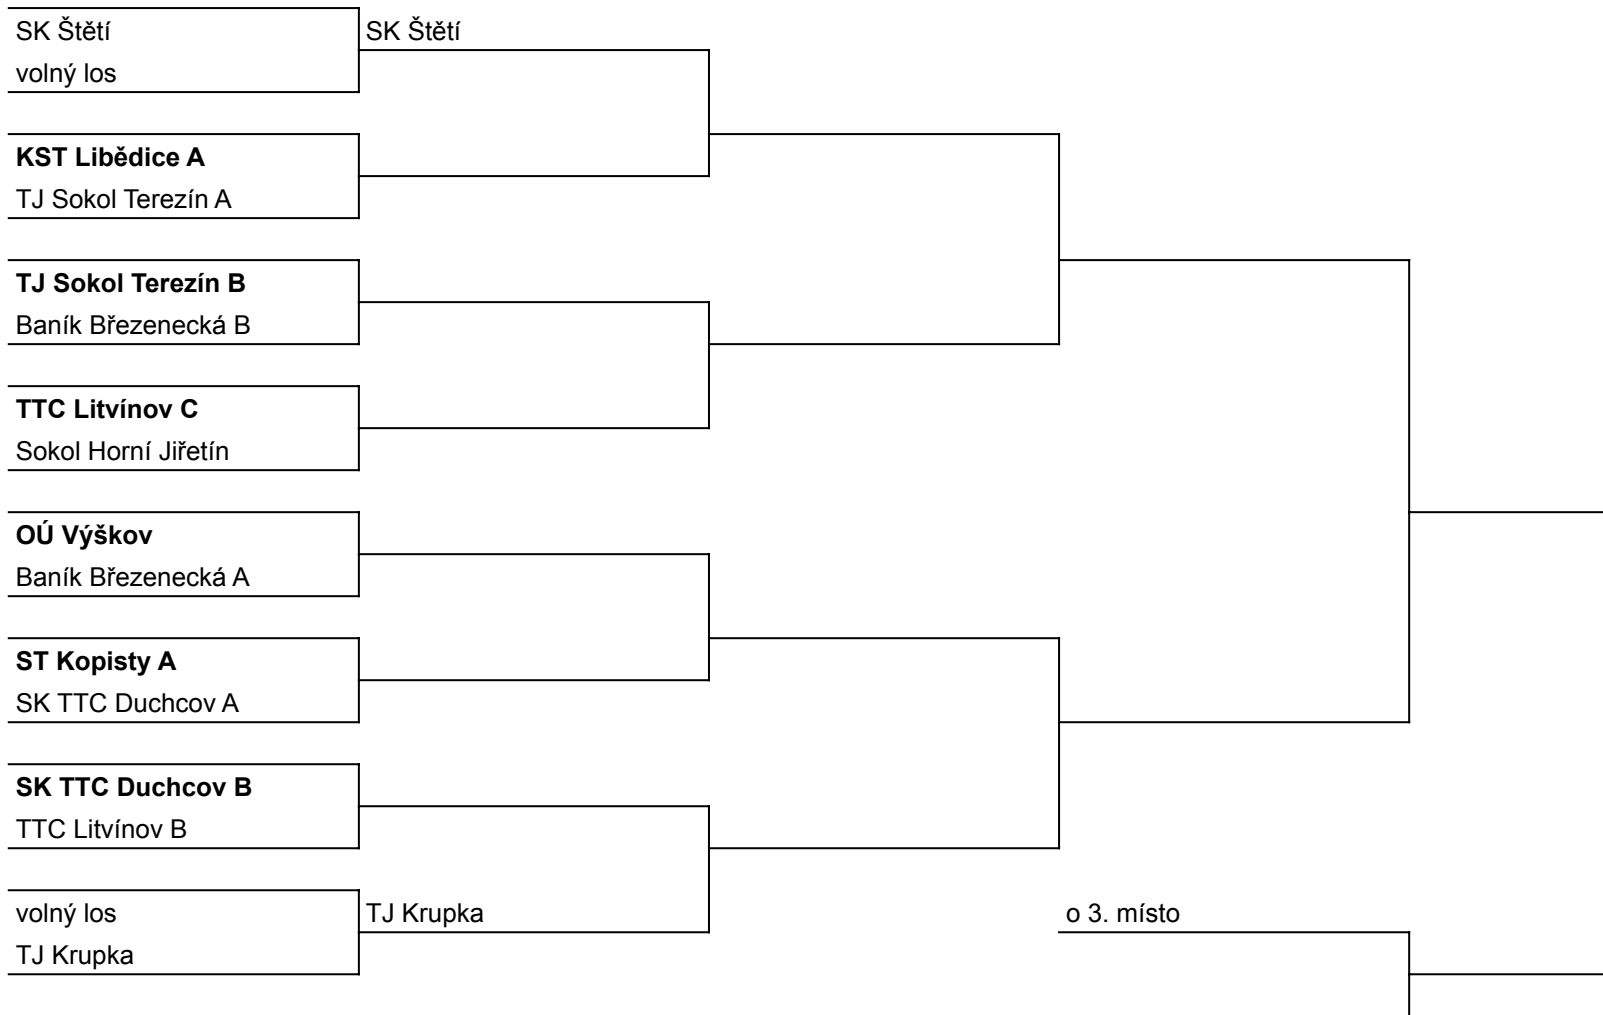 SK Štětí
SK Štětí
volný los
KST Libědice A
TJ Sokol Terezín A
TJ Sokol Terezín B
Baník Březenecká B
TTC Litvínov C
Sokol Horní Jiřetín
OÚ Výškov
Baník Březenecká A
ST Kopisty A
SK TTC Duchcov A
SK TTC Duchcov B
TTC Litvínov B
volný los
TJ Krupka
TJ Krupka
o 3. místo